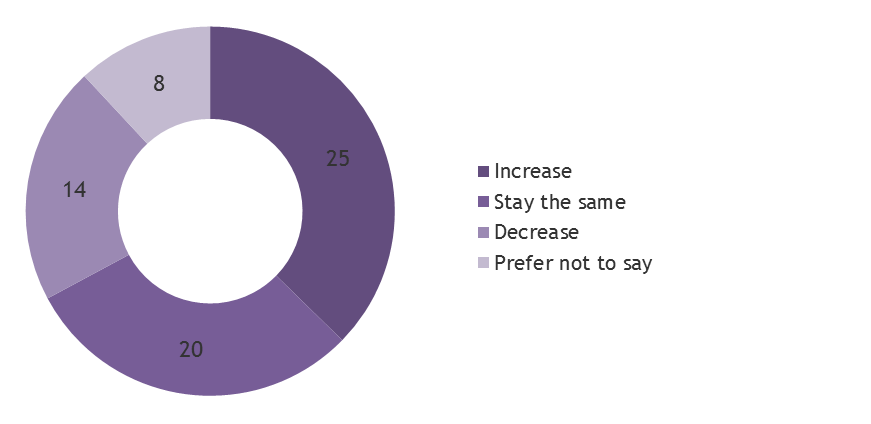 8
25
14
20
Increase
Stay the same
Decrease
Prefer not to say